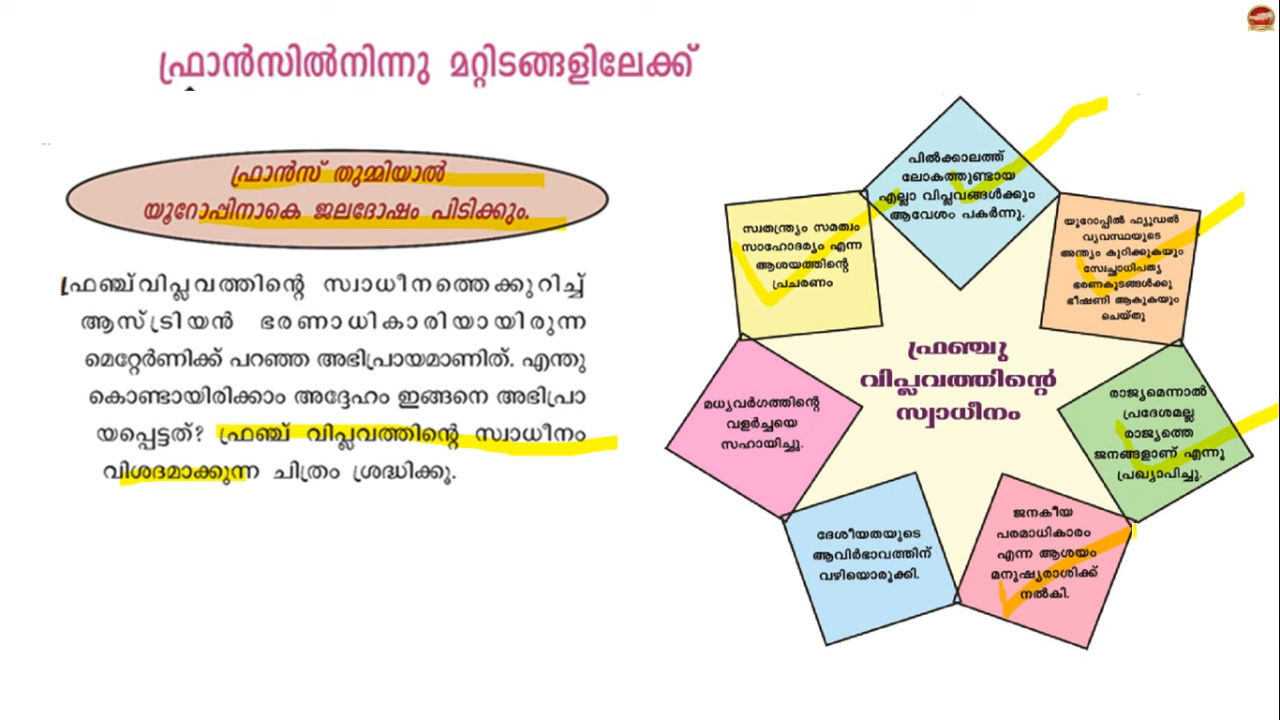 ഫ്രാൻസിൽനിന്നു മറ്റിടങ്ങളിലേക്ക്
ഫ്രാൻസ് തുമ്മിയാൽ
യൂറോപ്പിനാകെ ജലദോഷം പിടിക്കും.
ഫ്രഞ്ച് വിപ്ലവത്തിന്റെ സ്വാധീനത്തെക്കുറിച്ച്
ആസ്ട്രിയൻ ഭരണാധികാരിയായിരുന്ന
മെറ്റേർണിക്ക് പറഞ്ഞ അഭിപ്രായമാണിത്. എന്തു
കൊണ്ടായിരിക്കാം അദ്ദേഹം ഇങ്ങനെ അഭിപ്രാ
യപ്പെട്ടത്? ഫ്രഞ്ച് വിപ്ലവത്തിന്റെ സ്വാധീനം
വിശദമാക്കുന്ന ചിത്രം ശ്രദ്ധിക്കൂ.
പിൽക്കാലത്ത്
ലോകത്തുണ്ടായ
എല്ലാ വിപ്ലവങ്ങൾക്കും
ആവേശം പകർന്നു.
യൂറോപ്പിൽ ഫ്യൂഡൽ
വ്യവസ്ഥയുടെ
അന്ത്യം കുറിക്കുകയും
സ്വേച്ഛാധിപത്യ
ഭരണകൂടങ്ങൾക്കു
ഭീഷണി ആകുകയും
ചെയ്തു
രാജ്യമെന്നാൽ
പ്രദേശമല്ല
രാജ്യത്തെ
ജനങ്ങളാണ് എന്നു
പ്രഖ്യാപിച്ചു.
ജനകീയ
പരമാധികാരം
എന്ന ആശയം
മനുഷ്യരാശിക്ക്
നൽകി.
ദേശീയതയുടെ
ആവിർഭാവത്തിന്
വഴിയൊരുക്കി.
മധ്യവർഗത്തിന്റെ
വളർച്ചയെ
സഹായിച്ചു.
സ്വതന്ത്ര്യം സമത്വം
സാഹോദര്യം എന്ന
ആശയത്തിന്റെ
പ്രചരണം
ഫ്രഞ്ചു
വിപ്ലവത്തിന്റെ
സ്വാധീനം